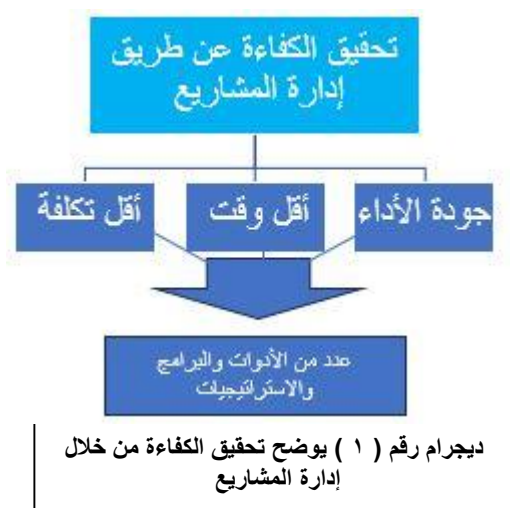 تحقيق الكفاءة عن طريق
إدارة المشاريع
جودة الأداء
أقل وقت
أقل تكلفة
عدد من الأدوات والبرامج
والاستراتيجيات
ديجرام رقم ( ١ ) يوضح تحقيق الكفاءة من خلال
إدارة المشاريع